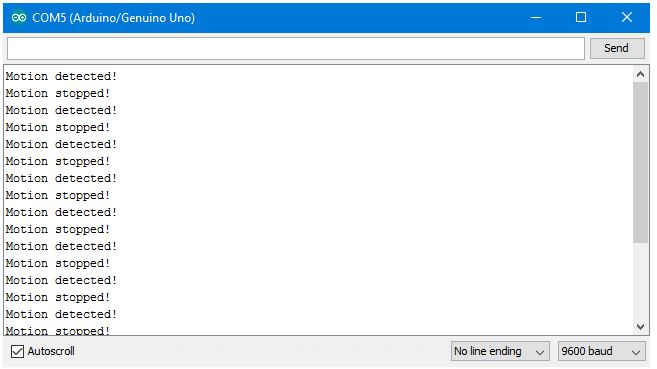 COM5 (Arduino/Genuino Uno)
Send
Motion detected!
Motion stopped!
Motion detected!
Motion stopped!
Motion detected!
Motion stopped!
Motion detected!
Motion stopped!
Motion detected!
Motion stopped!
Motion detected!
Motion stopped!
Motion detected!
Motion stopped!
Motion detected!
Motion stopped!
Autoscroll
No line ending
9600 baud